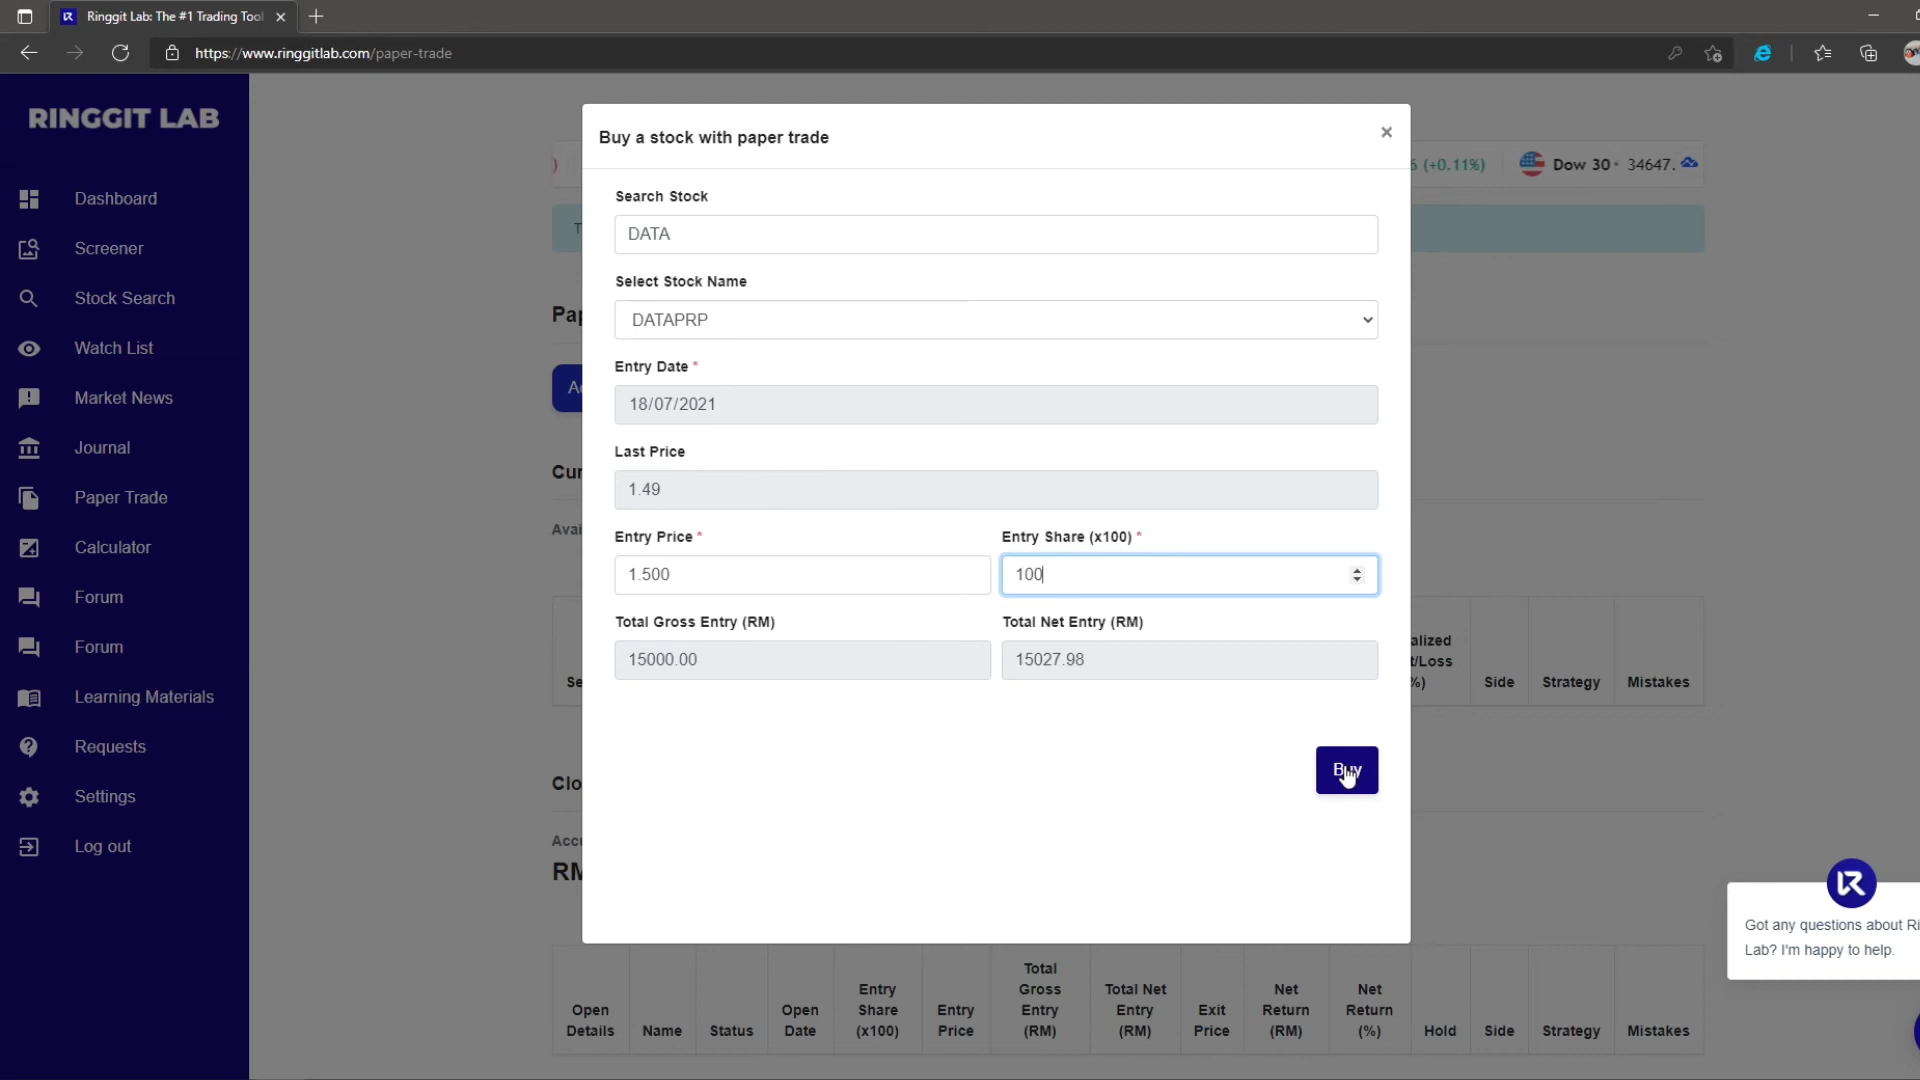 Ringgit Lab: The #1 Trading Tool
https://www.ringgitlab.com/paper-trade
RINGGIT LAB
Dashboard
Screener
Stock Search
Watch List
Market News
Journal
Paper Trade
Calculator
Forum
Forum
Learning Materials
Requests
Settings
Log out
(+0.11%)
Dow 30 34647.
Buy a stock with paper trade
×
Search Stock
DATA
Select Stock Name
DATAPRP
Entry Date *
18/07/2021
Last Price
1.49
Entry Price *
Entry Share (x100) *
1.500
100
Total Gross Entry (RM)
Total Net Entry (RM)
15000.00
15027.98
Buy
Side
Strategy
Mistakes
RM
Open
Details
Name
Status
Open
Date
Entry
Share
(x100)
Entry
Price
Total
Gross
Entry
(RM)
Total Net
Entry
(RM)
Exit
Price
Net
Return
(RM)
Net
Return
(%)
Hold
Side
Strategy
Mistakes
Got any questions about Ri
Lab? I'm happy to help.